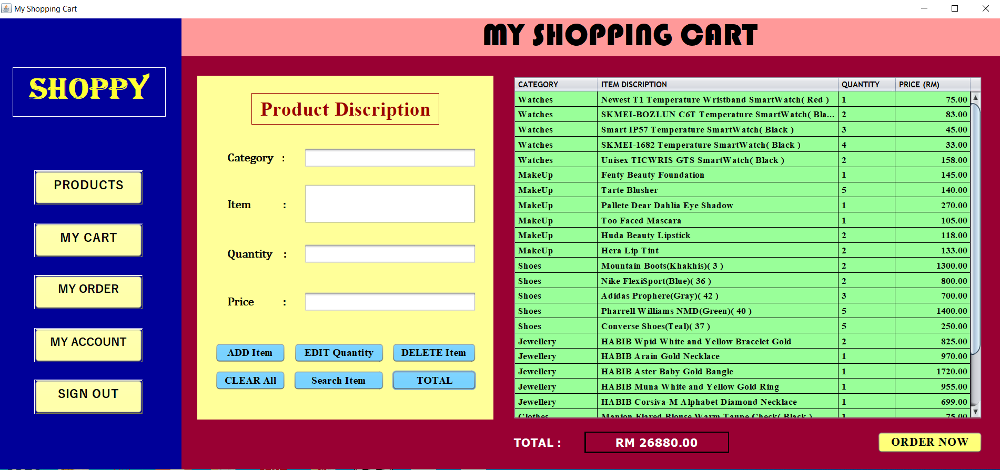 My Shopping Cart
MY SHOPPING CART
SHOPPY
PRODUCTS
MY CART
MY ORDER
MY ACCOUNT
SIGN OUT
Product Discription
Category :
Item :
Quantity :
Price :
ADD Item EDIT Quantity DELETE Item
CLEAR All Search Item TOTAL
CATEGORY ITEM DISCRIPTION QUANTITY PRICE (RM)
Watches Newest T1 Temperature Wristband SmartWatch( Red ) 1 75.00
Watches SKMEI-BOZLUN C6T Temperature SmartWatch( Bla... 2 83.00
Watches Smart IP57 Temperature SmartWatch( Black ) 3 45.00
Watches SKMEI-1682 Temperature SmartWatch( Black ) 4 33.00
Watches Unisex TICWRIS GTS SmartWatch( Black ) 2 158.00
MakeUp Fenty Beauty Foundation 1 145.00
MakeUp Tarte Blusher 5 140.00
MakeUp Pallete Dear Dahlia Eye Shadow 1 270.00
MakeUp Too Faced Mascara 1 105.00
MakeUp Huda Beauty Lipstick 2 118.00
MakeUp Hera Lip Tint 2 133.00
Shoes Mountain Boots(Khakhis)( 3 ) 2 1300.00
Shoes Nike FlexiSport(Blue)( 36 ) 2 800.00
Shoes Adidas Prophere(Gray)( 42 ) 3 700.00
Shoes Pharrell Williams NMD(Green)( 40 ) 5 1400.00
Shoes Converse Shoes(Teal)( 37 ) 5 250.00
Jewellery HABIB Wpid White and Yellow Bracelet Gold 2 825.00
Jewellery HABIB Arain Gold Necklace 1 970.00
Jewellery HABIB Aster Baby Gold Bangle 1 1720.00
Jewellery HABIB Muna White and Yellow Gold Ring 1 955.00
Jewellery HABIB Corsiva-M Alphabet Diamond Necklace 1 699.00
Clothes Manion Flared Blouse Warm Taupe Check( Black ) 1 75.00
TOTAL : RM 26880.00
ORDER NOW